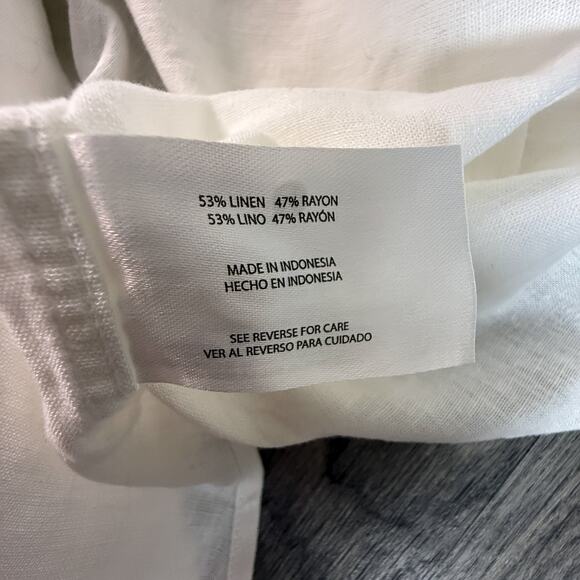 53% LINEN 47% RAYON
53% LINO 47% RAYÓN
MADE IN INDONESIA
HECHO EN INDONESIA
SEE REVERSE FOR CARE
VER AL REVERSO PARA CUIDADO